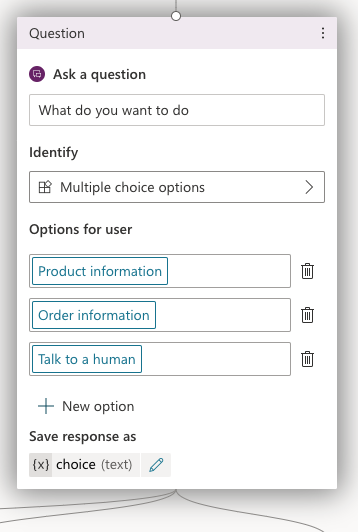 Question
Ask a question
What do you want to do
Identify
Multiple choice options
Options for user
Product information
Order information
Talk to a human
New option
Save response as
{x} choice (text)